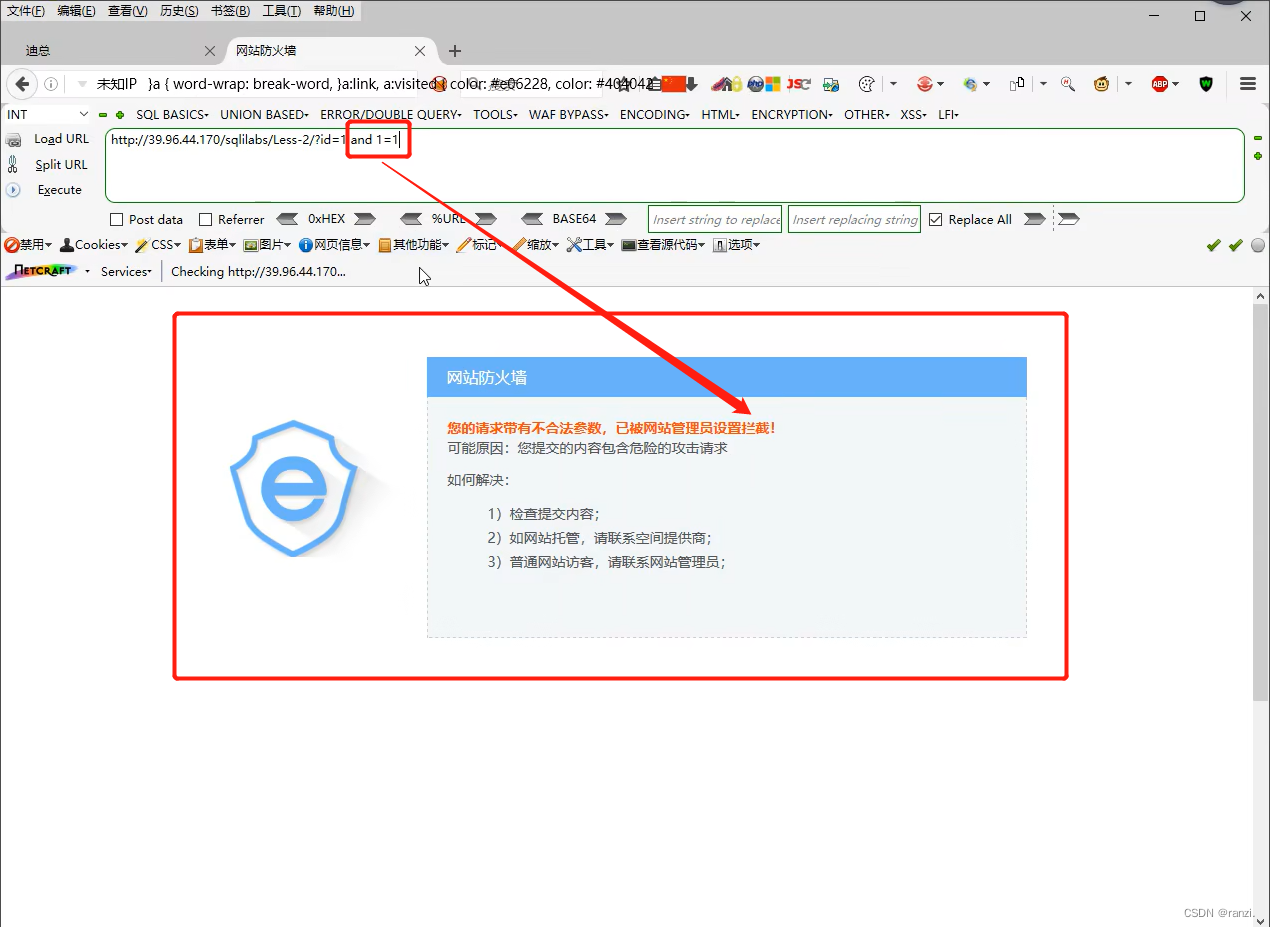 文件(F) 编辑(E) 查看(V) 历史(S) 书签(B) 工具(T) 帮助(H)
迪总 网站防火墙
未知IP }a { word-wrap: break-word, }a:link, a:visited color: #e06228, color: #404042
INT SQL BASICS UNION BASED ERROR/DOUBLE QUERY TOOLS WAF BYPASS ENCODING HTML ENCRYPTION OTHER XSS LFI
Load URL http://39.96.44.170/sqlilabs/Less-2/?id=1 and 1=1
Split URL
Execute
Post data Referrer 0xHEX %URL BASE64 Insert string to replace Insert replacing string Replace All
禁用 Cookies CSS 表单 图片 网页信息 其他功能 标记 缩放 工具 查看源代码 选项
NETCRAFT Services Checking http://39.96.44.170...
网站防火墙
您的请求带有不合法参数，已被网站管理员设置拦截！
可能原因：您提交的内容包含危险的攻击请求
如何解决：
1）检查提交内容；
2）如网站托管，请联系空间提供商；
3）普通网站访客，请联系网站管理员；
CSDN @ranzi.